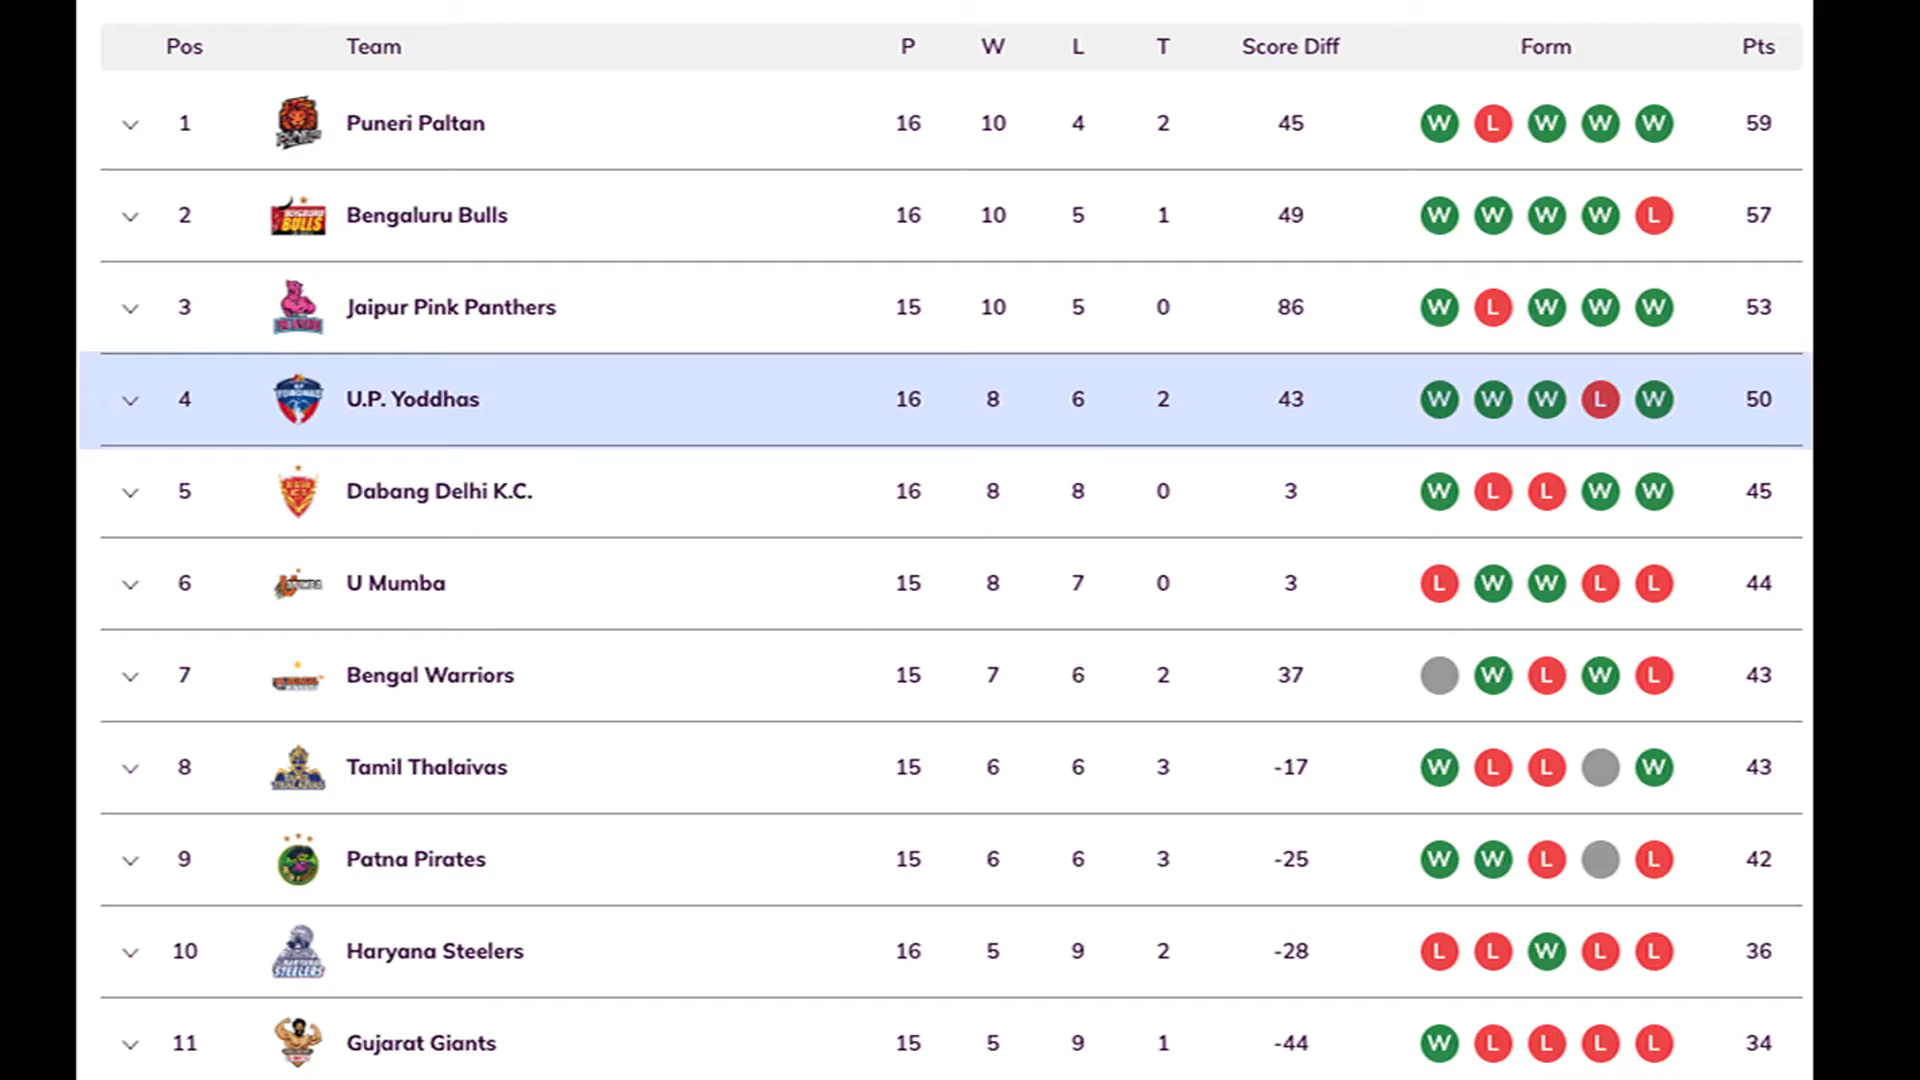 Pos Team P W L T Score Diff Form Pts
1 Puneri Paltan 16 10 4 2 45 W L W W W 59
2 BULLS Bengaluru Bulls 16 10 5 1 49 W W W W L 57
3 Jaipur Pink Panthers 15 10 5 0 86 W L W W W 53
4 U.P. Yoddhas 16 8 6 2 43 W W W L W 50
5 Dabang Delhi K.C. 16 8 8 0 3 W L L W W 45
6 U Mumba 15 8 7 0 3 L W W L L 44
7 Bengal Warriors 15 7 6 2 37 W L W L 43
8 Tamil Thalaivas 15 6 6 3 -17 W L L W 43
9 Patna Pirates 15 6 6 3 -25 W W L L 42
10 STEELERS Haryana Steelers 16 5 9 2 -28 L L W L L 36
11 Gujarat Giants 15 5 9 1 -44 W L L L L 34